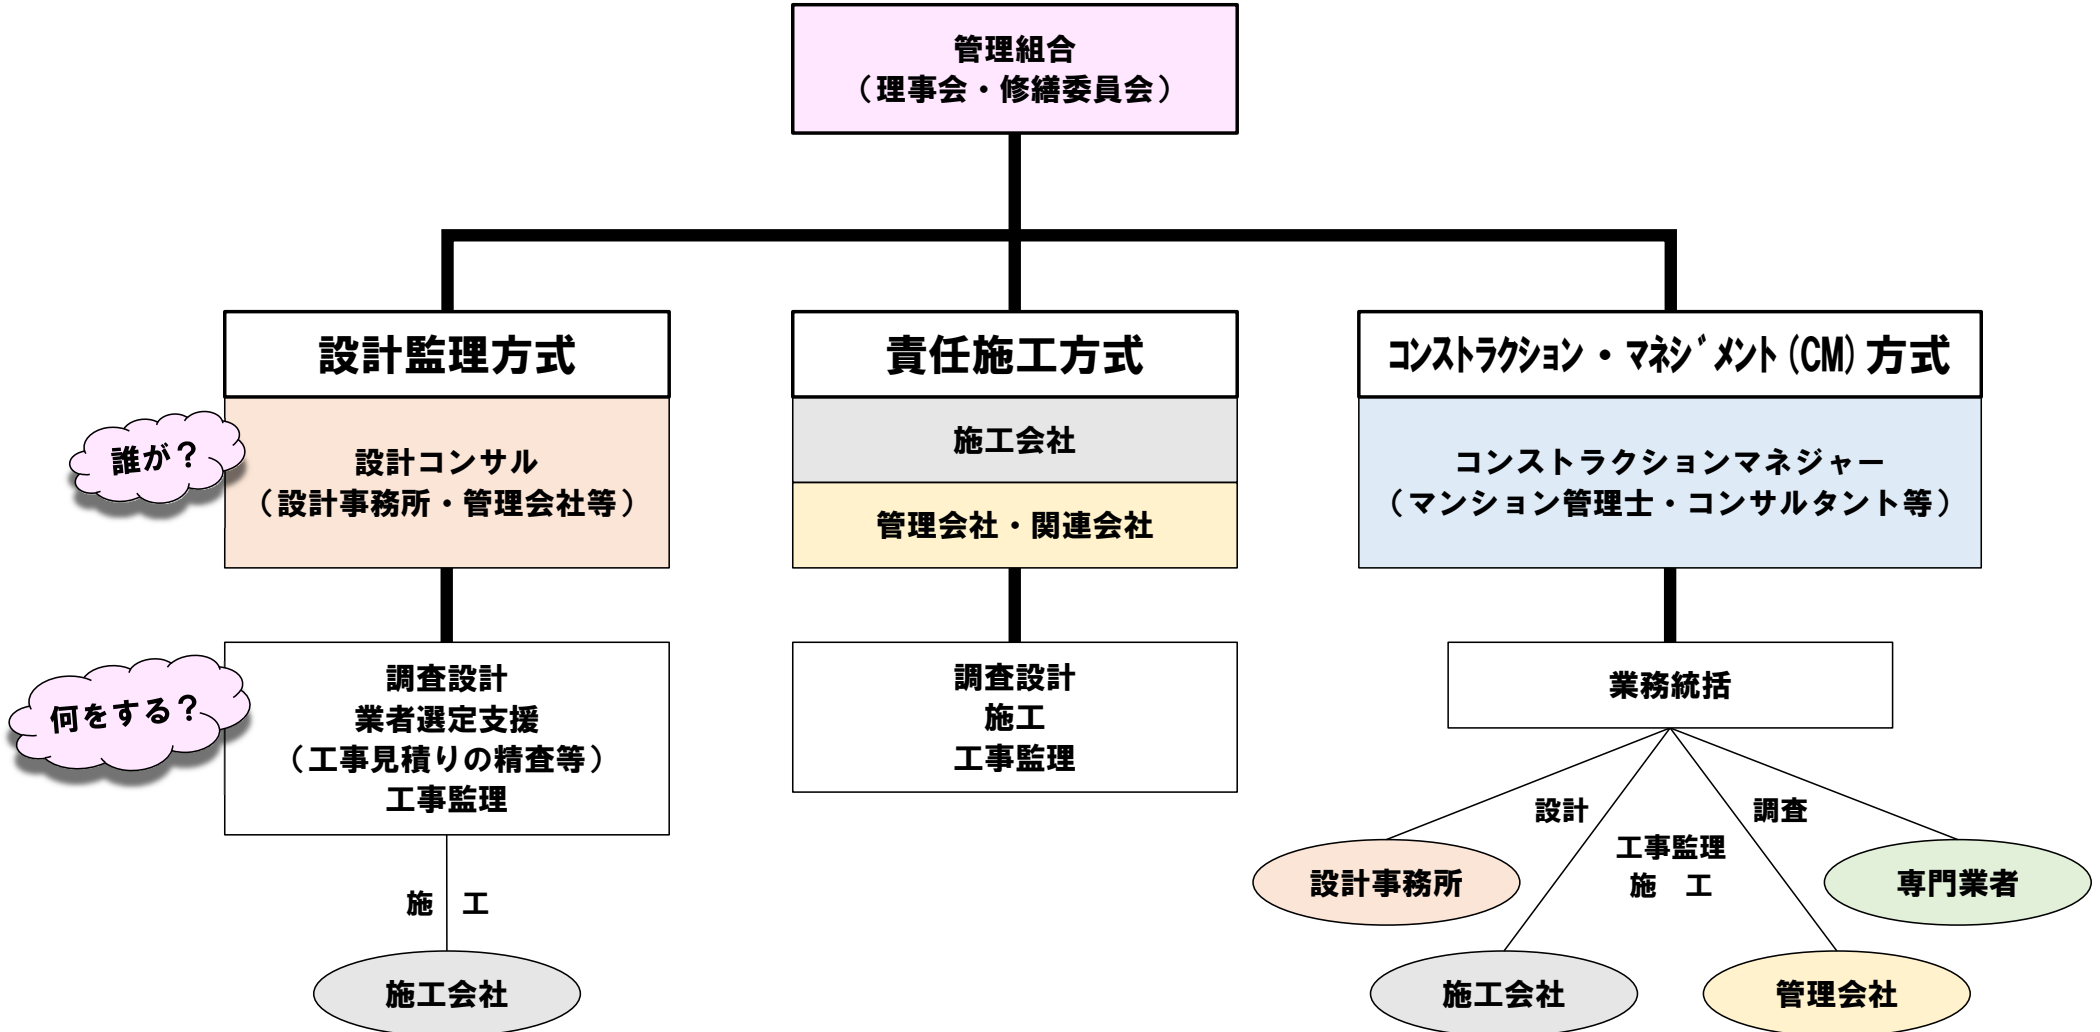 管理組合
（理事会・修繕委員会）
設計監理方式
責任施工方式
ｺﾝｽﾄﾗｸｼｮﾝ・ﾏﾈｼﾞﾒﾝﾄ(CM)方式
誰が？
設計コンサル
（設計事務所・管理会社等）
施工会社
管理会社・関連会社
コンストラクションマネジャー
（マンション管理士・コンサルタント等）
何をする？
調査設計
業者選定支援
（工事見積りの精査等）
工事監理
調査設計
施工
工事監理
業務統括
施 工
施工会社
設計
工事監理
施 工
調査
設計事務所
専門業者
施工会社
管理会社